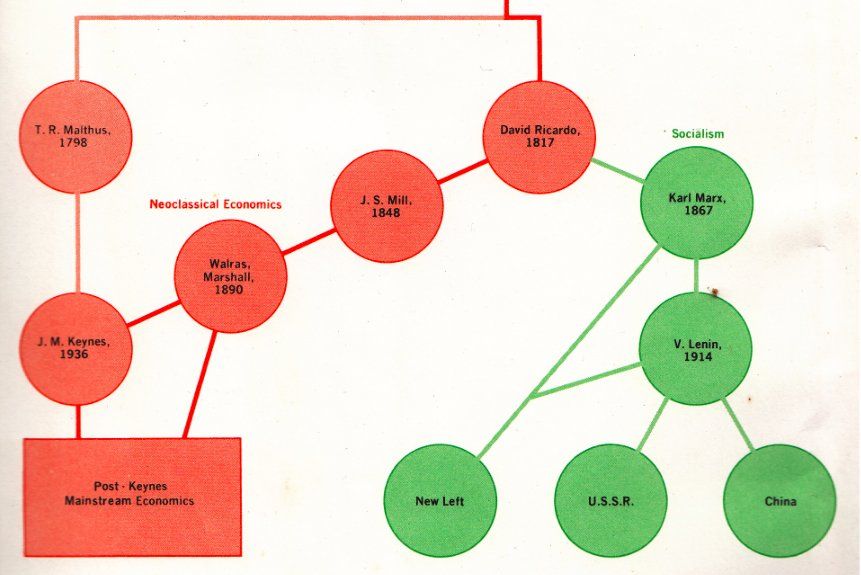 T. R. Malthus,
1798
David Ricardo,
1817
Socialism
Karl Marx,
1867
J. S. Mill,
1848
Neoclassical Economics
Walras,
Marshall,
1890
J. M. Keynes,
1936
V. Lenin,
1914
Post - Keynes
Mainstream Economics
New Left
U.S.S.R.
China